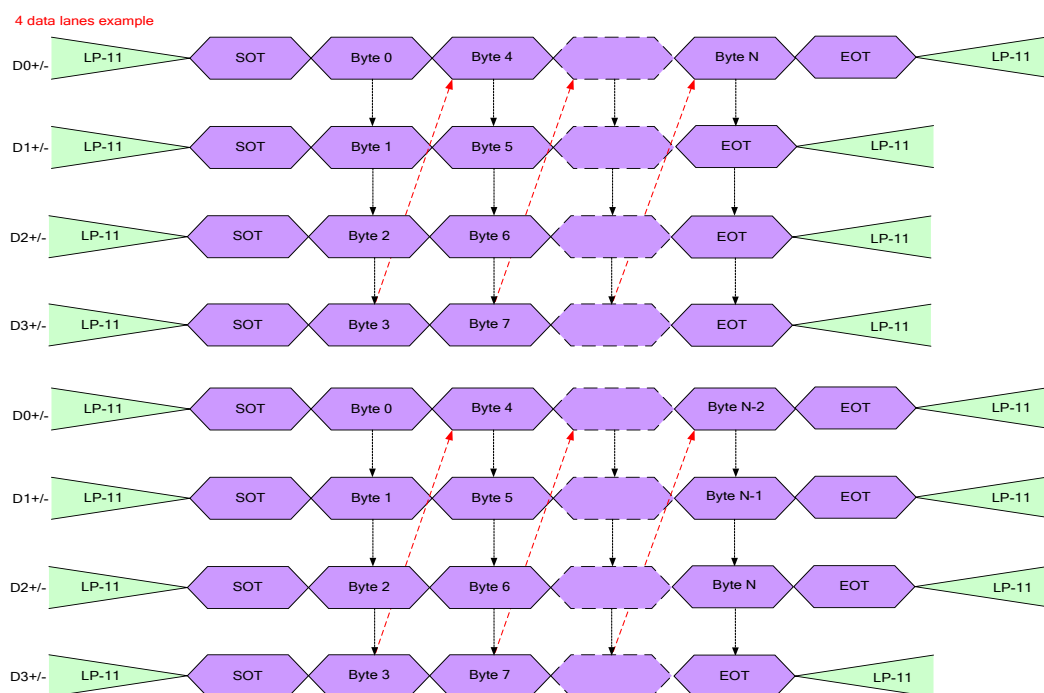 4 data lanes example
D0+/- LP-11 SOT Byte 0 Byte 4 Byte N EOT LP-11
D1+/- LP-11 SOT Byte 1 Byte 5 EOT LP-11
D2+/- LP-11 SOT Byte 2 Byte 6 EOT LP-11
D3+/- LP-11 SOT Byte 3 Byte 7 EOT LP-11
D0+/- LP-11 SOT Byte 0 Byte 4 Byte N-2 EOT LP-11
D1+/- LP-11 SOT Byte 1 Byte 5 Byte N-1 EOT LP-11
D2+/- LP-11 SOT Byte 2 Byte 6 Byte N EOT LP-11
D3+/- LP-11 SOT Byte 3 Byte 7 EOT LP-11